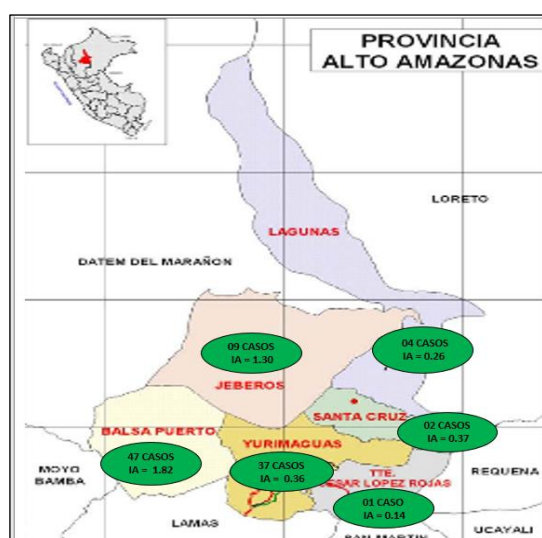 PROVINCIA
ALTO AMAZONAS
LORETO
LAGUNAS
DATEM DEL MARAÑON
09 CASOS
IA = 1.30
04 CASOS
IA = 0.26
JEBEROS
SANTA CRUZ
02 CASOS
IA = 0.37
BALSA PUERTO
YURIMAGUAS
47 CASOS
IA = 1.82
37 CASOS
IA = 0.36
MOYO
BAMBA
TTE.
CESAR LOPEZ ROJAS
REQUENA
01 CASO
IA = 0.14
LAMAS
SAN MARTIN
UCAYALI